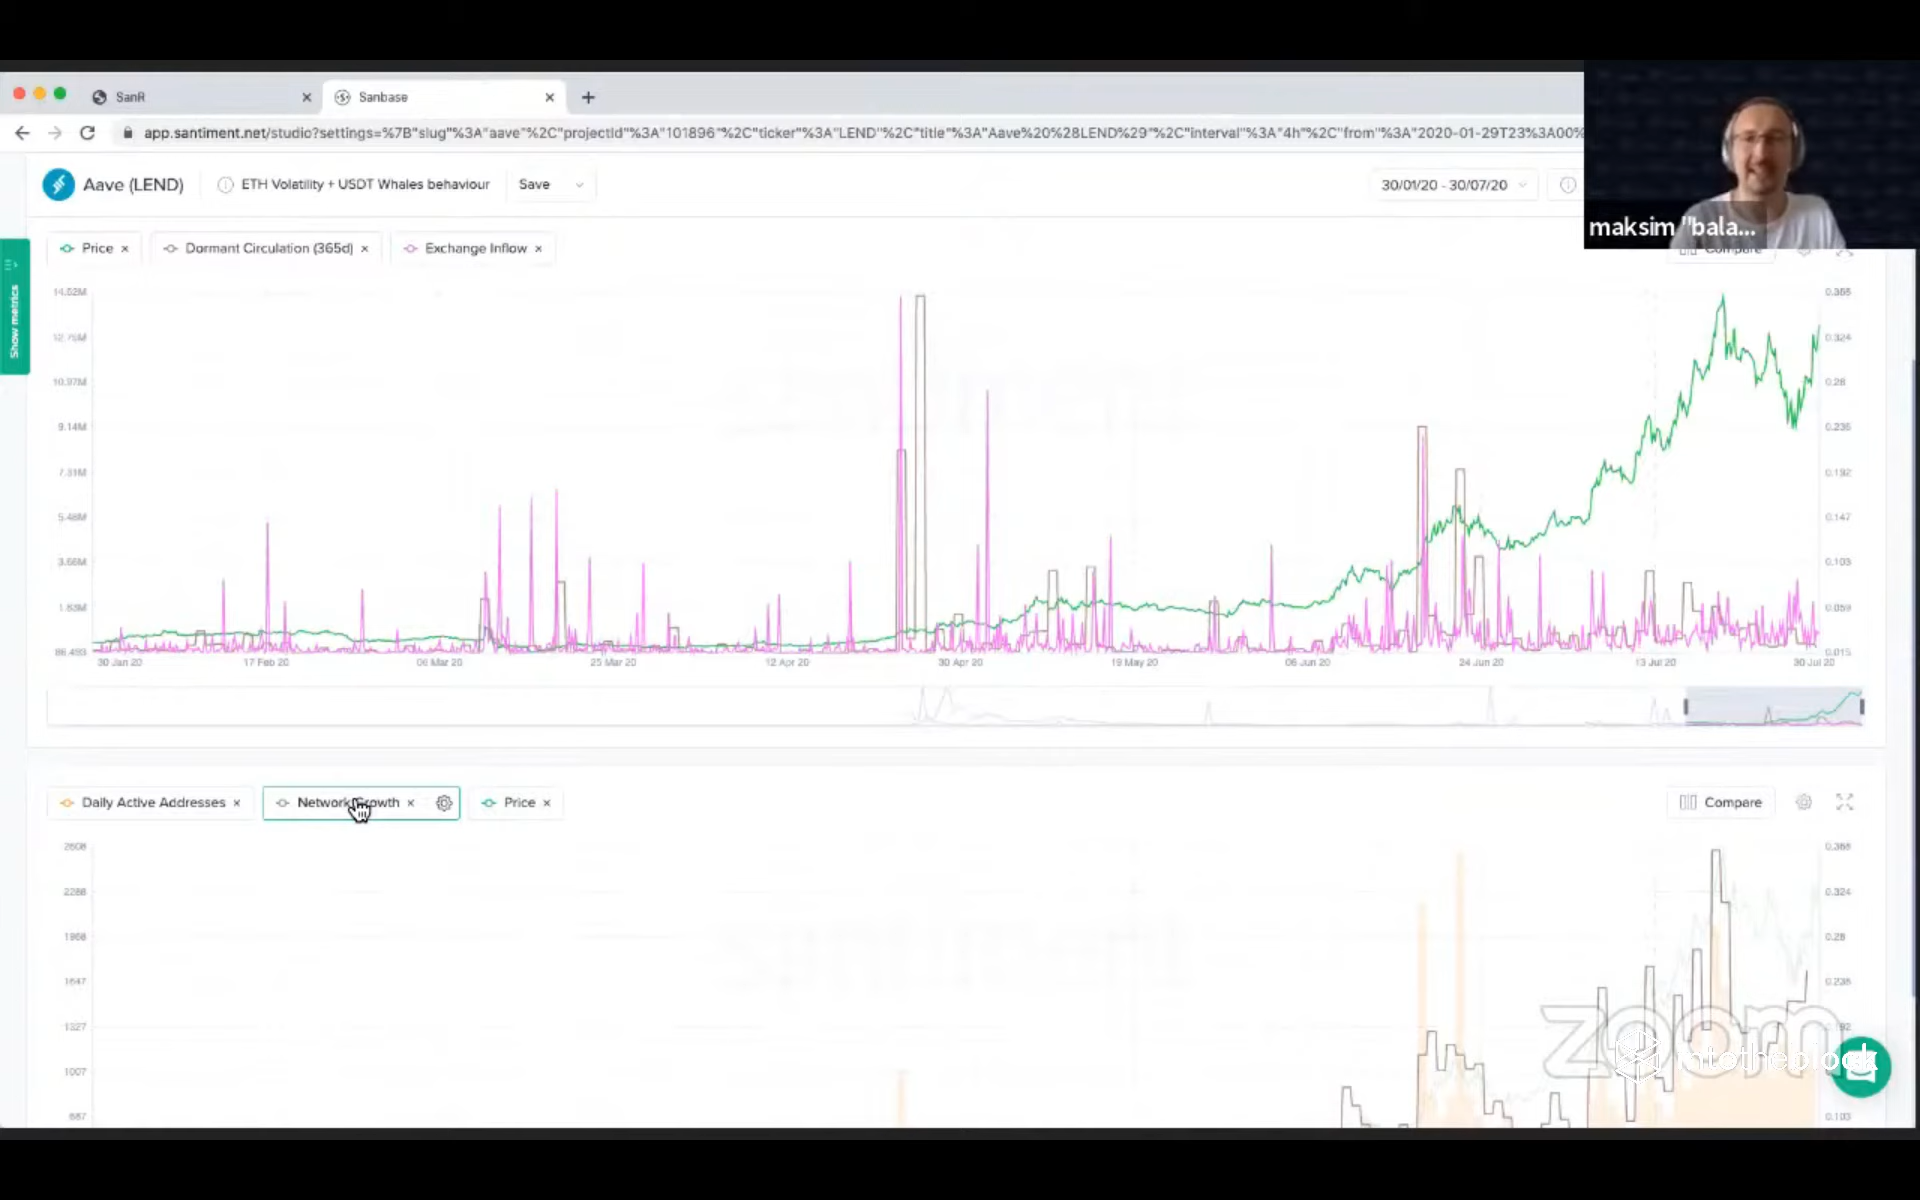 SanR
Sanbase
app.santiment.net/studio?settings=%7B"slug"%3A"aave"%2C"projectId"%3A"101896"%2C"ticker"%3A"LEND"%2C"title"%3A"Aave%20%28LEND%29"%2C"interval"%3A"4h"%2C"from"%3A"2020-01-29T23%3A00%
Aave (LEND)
ETH Volatility + USDT Whales behaviour
Save
30/01/20 - 30/07/20
maksim "bala...
Show metrics
Price
Dormant Circulation (365d)
Exchange Inflow
Compare
14.62M
12.79M
10.97M
9.14M
7.31M
5.48M
3.66M
1.83M
86.493
0.368
0.324
0.28
0.236
0.192
0.147
0.103
0.059
0.015
30 Jan 20
17 Feb 20
06 Mar 20
25 Mar 20
12 Apr 20
30 Apr 20
19 May 20
06 Jun 20
24 Jun 20
13 Jul 20
30 Jul 20
Daily Active Addresses
Price
Compare
2608
2288
1968
1647
1327
1007
687
0.368
0.324
0.28
0.236
0.103
zoom
intotheblock